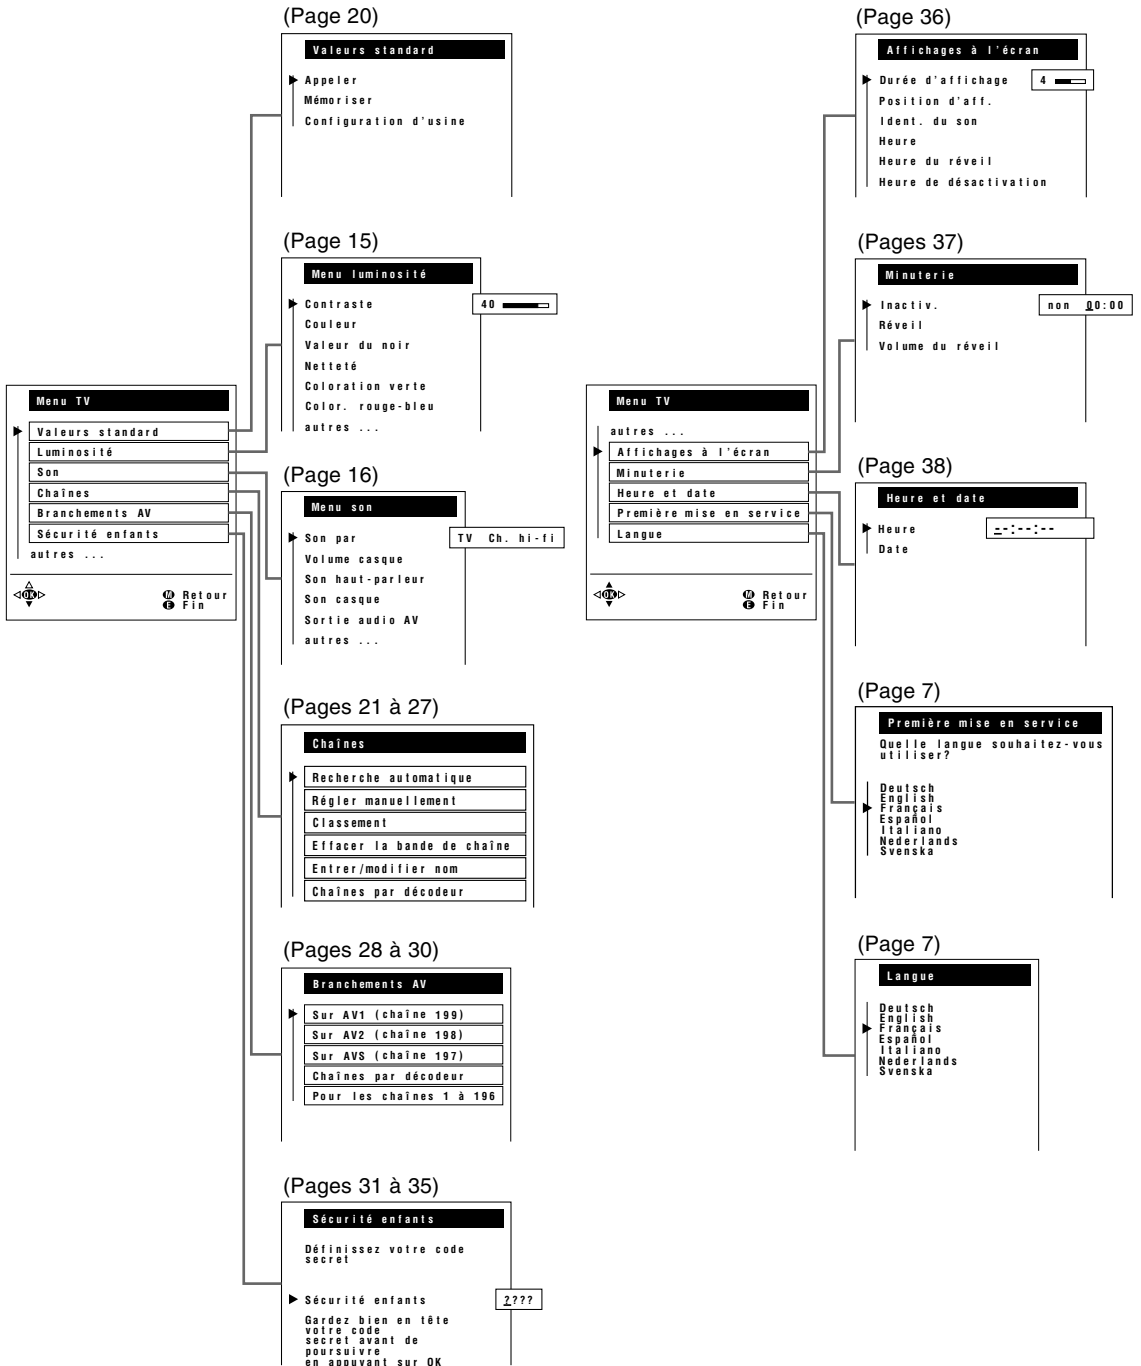 (Page 20)
Valeurs standard
Appeler
Mémoriser
Configuration d'usine
(Page 15)
Menu luminosité
Contraste
40
Couleur
Valeur du noir
Netteté
Coloration verte
Color. rouge-bleu
autres ...
Menu TV
Valeurs standard
Luminosité
Son
Chaînes
Branchements AV
Sécurité enfants
autres ...
OK
M Retour
E Fin
(Page 16)
Menu son
Son par
TV Ch. hi-fi
Volume casque
Son haut-parleur
Son casque
Sortie audio AV
autres ...
(Pages 21 à 27)
Chaînes
Recherche automatique
Régler manuellement
Classement
Effacer la bande de chaîne
Entrer/modifier nom
Chaînes par décodeur
(Pages 28 à 30)
Branchements AV
Sur AV1 (chaîne 199)
Sur AV2 (chaîne 198)
Sur AVS (chaîne 197)
Chaînes par décodeur
Pour les chaînes 1 à 196
(Pages 31 à 35)
Sécurité enfants
Définissez votre code
secret
Sécurité enfants
????
Gardez bien en tête
votre code
secret avant de
poursuivre
en appuyant sur OK
(Page 36)
Affichages à l'écran
Durée d'affichage
4
Position d'aff.
Ident. du son
Heure
Heure du réveil
Heure de désactivation
(Pages 37)
Minuterie
Inactiv.
non 00:00
Réveil
Volume du réveil
Menu TV
autres ...
Affichages à l'écran
Minuterie
Heure et date
Première mise en service
Langue
OK
M Retour
E Fin
(Page 38)
Heure et date
Heure
--:--:--
Date
(Page 7)
Première mise en service
Quelle langue souhaitez-vous
utiliser?
Deutsch
English
Français
Español
Italiano
Nederlands
Svenska
(Page 7)
Langue
Deutsch
English
Français
Español
Italiano
Nederlands
Svenska